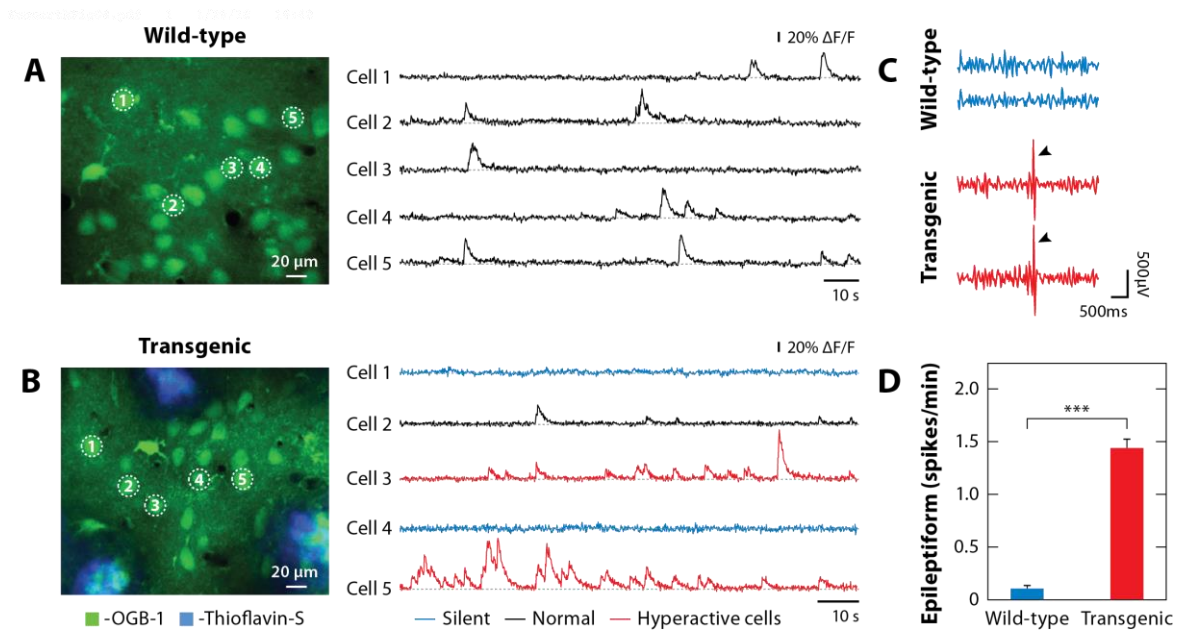 Wild-type
A
1
5
3 4
2
20 μm
20% ΔF/F
Cell 1
Cell 2
Cell 3
Cell 4
Cell 5
10 s
C
Wild-type
Transgenic
500μV
500ms
Transgenic
B
1
2
3
4
5
20 μm
-OGB-1 -Thioflavin-S
20% ΔF/F
Cell 1
Cell 2
Cell 3
Cell 4
Cell 5
10 s
Silent Normal Hyperactive cells
D
Epileptiform (spikes/min)
2.0
1.5
1.0
0.5
0
***
Wild-type Transgenic